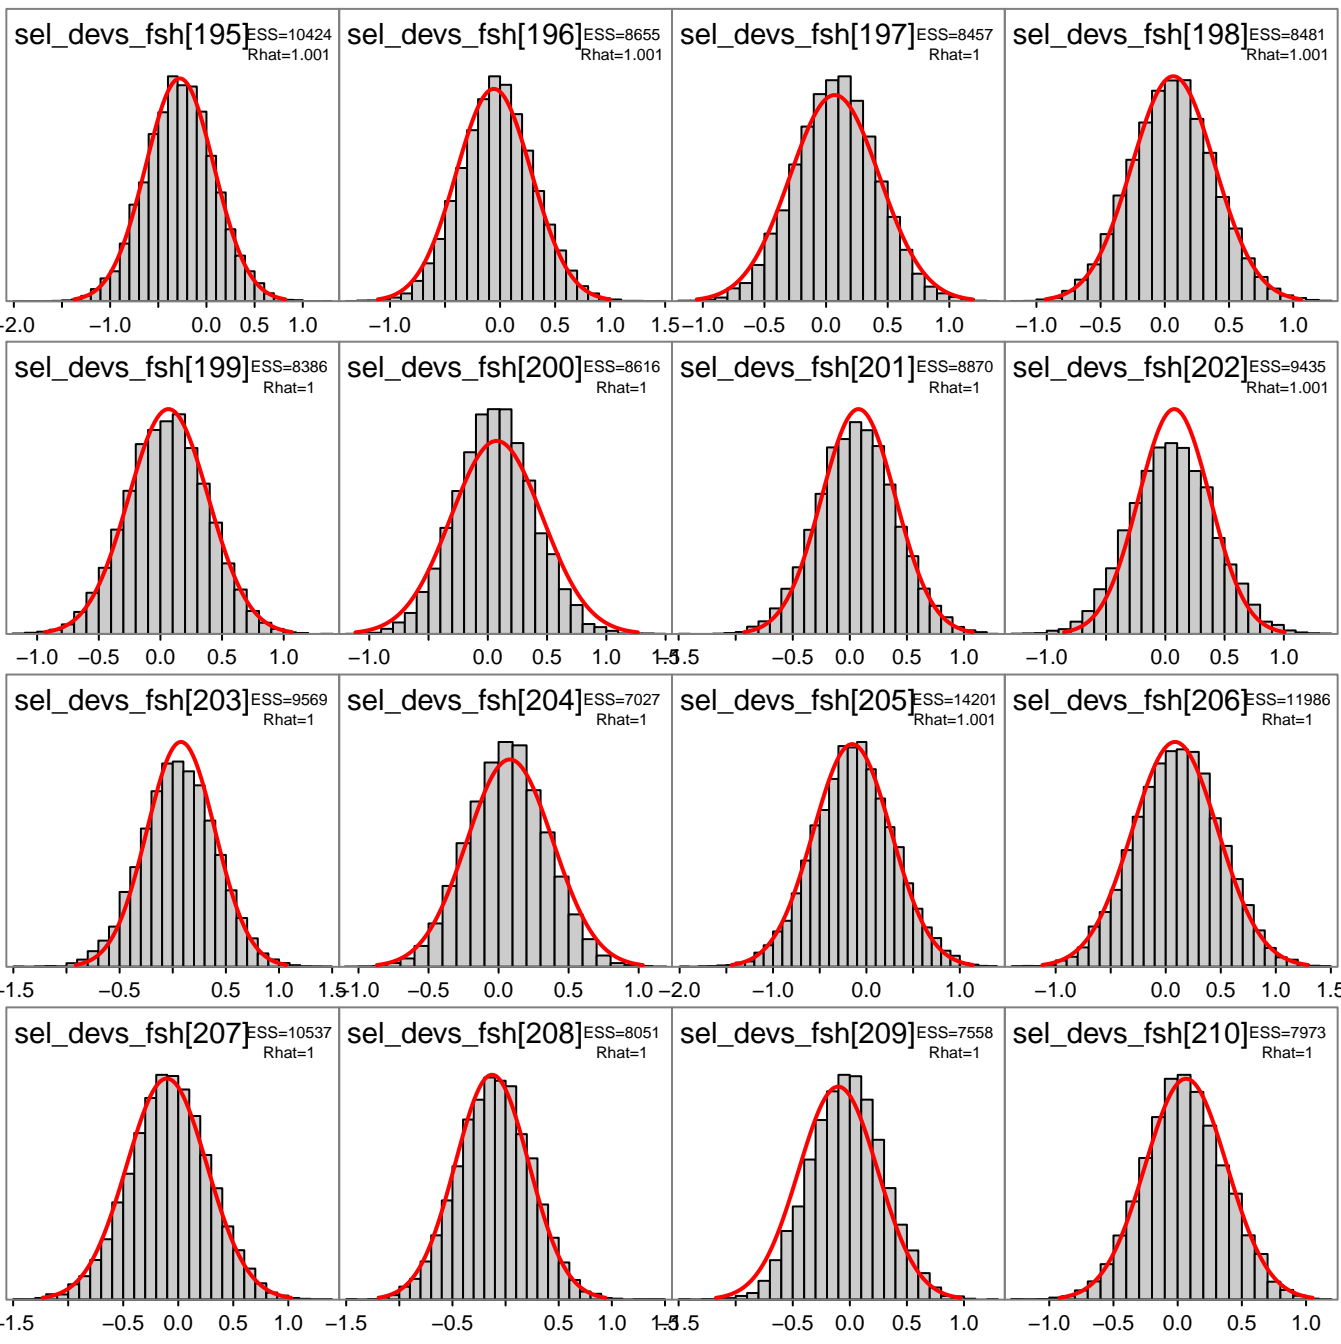 sel_devs_fsh[195] ESS=10424
Rhat=1.001
sel_devs_fsh[196] ESS=8655
Rhat=1.001
sel_devs_fsh[197] ESS=8457
Rhat=1
sel_devs_fsh[198] ESS=8481
Rhat=1.001
−2.0 −1.0 0.0 0.5 1.0
−1.0 0.0 0.5 1.0 1.5
−1.0 −0.5 0.0 0.5 1.0
−1.0 −0.5 0.0 0.5 1.0
sel_devs_fsh[199] ESS=8386
Rhat=1
sel_devs_fsh[200] ESS=8616
Rhat=1
sel_devs_fsh[201] ESS=8870
Rhat=1
sel_devs_fsh[202] ESS=9435
Rhat=1.001
−1.0 −0.5 0.0 0.5 1.0
−1.0 0.0 0.5 1.0 1.5
−1.5 −0.5 0.0 0.5 1.0
−1.0 0.0 0.5 1.0
sel_devs_fsh[203] ESS=9569
Rhat=1
sel_devs_fsh[204] ESS=7027
Rhat=1
sel_devs_fsh[205] ESS=14201
Rhat=1.001
sel_devs_fsh[206] ESS=11986
Rhat=1
−1.5 −0.5 0.5 1.0 1.5
−1.0 −0.5 0.0 0.5 1.0
−2.0 −1.0 0.0 1.0
−1.0 0.0 0.5 1.0 1.5
sel_devs_fsh[207] ESS=10537
Rhat=1
sel_devs_fsh[208] ESS=8051
Rhat=1
sel_devs_fsh[209] ESS=7558
Rhat=1
sel_devs_fsh[210] ESS=7973
Rhat=1
−1.5 −0.5 0.0 0.5 1.0
−1.5 −0.5 0.5 1.0 1.5
−1.5 −0.5 0.0 0.5 1.0
−1.0 0.0 0.5 1.0